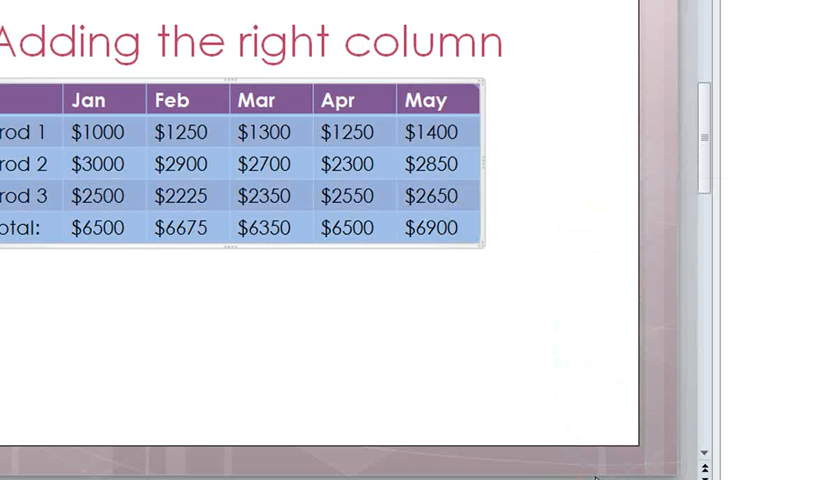 Adding the right column
Jan Feb Mar Apr May
rod 1 $1000 $1250 $1300 $1250 $1400
rod 2 $3000 $2900 $2700 $2300 $2850
rod 3 $2500 $2225 $2350 $2550 $2650
otal: $6500 $6675 $6350 $6500 $6900